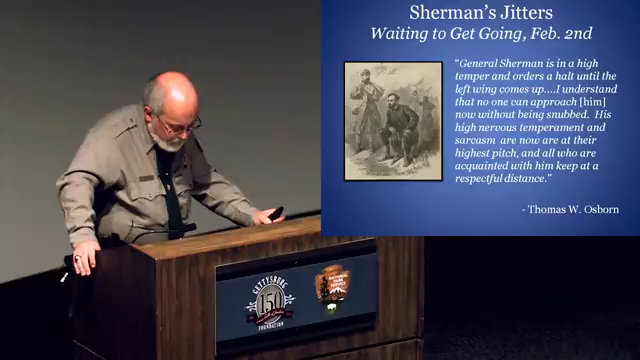 Sherman's Jitters
Waiting to Get Going, Feb. 2nd
"General Sherman is in a high
temper and orders a halt until the
left wing comes up....I understand
that no one can approach [him]
now without being snubbed. His
high nervous temperament and
sarcasm are now are at their
highest pitch, and all who are
acquainted with him keep at a
respectful distance."
- Thomas W. Osborn
GETTYSBURG
150
FOUNDATION
NATIONAL
PARK